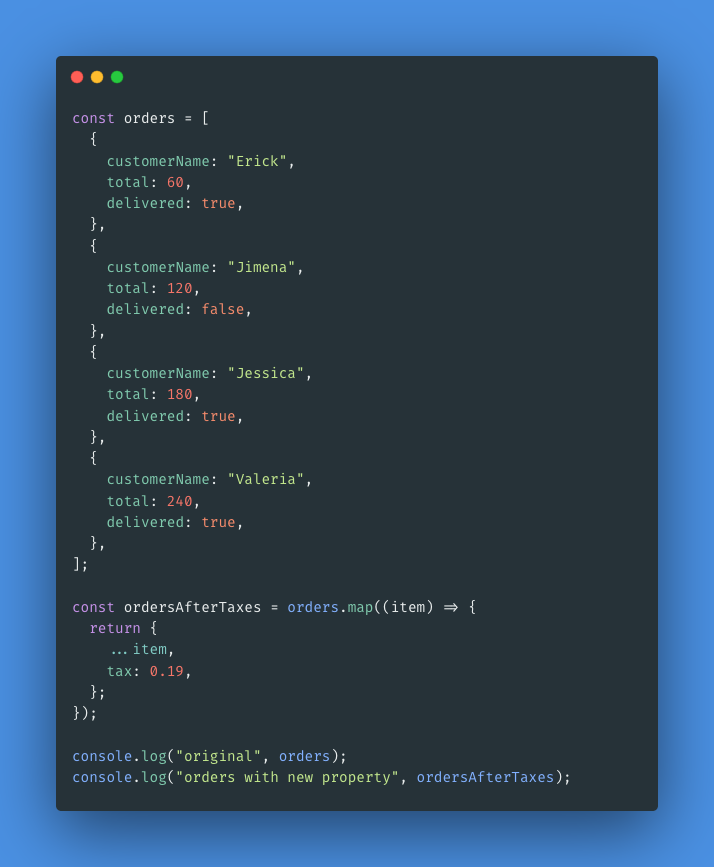 const orders = [
  {
    customerName: "Erick",
    total: 60,
    delivered: true,
  },
  {
    customerName: "Jimena",
    total: 120,
    delivered: false,
  },
  {
    customerName: "Jessica",
    total: 180,
    delivered: true,
  },
  {
    customerName: "Valeria",
    total: 240,
    delivered: true,
  },
];

const ordersAfterTaxes = orders.map((item) => {
  return {
    ...item,
    tax: 0.19,
  };
});

console.log("original", orders);
console.log("orders with new property", ordersAfterTaxes);